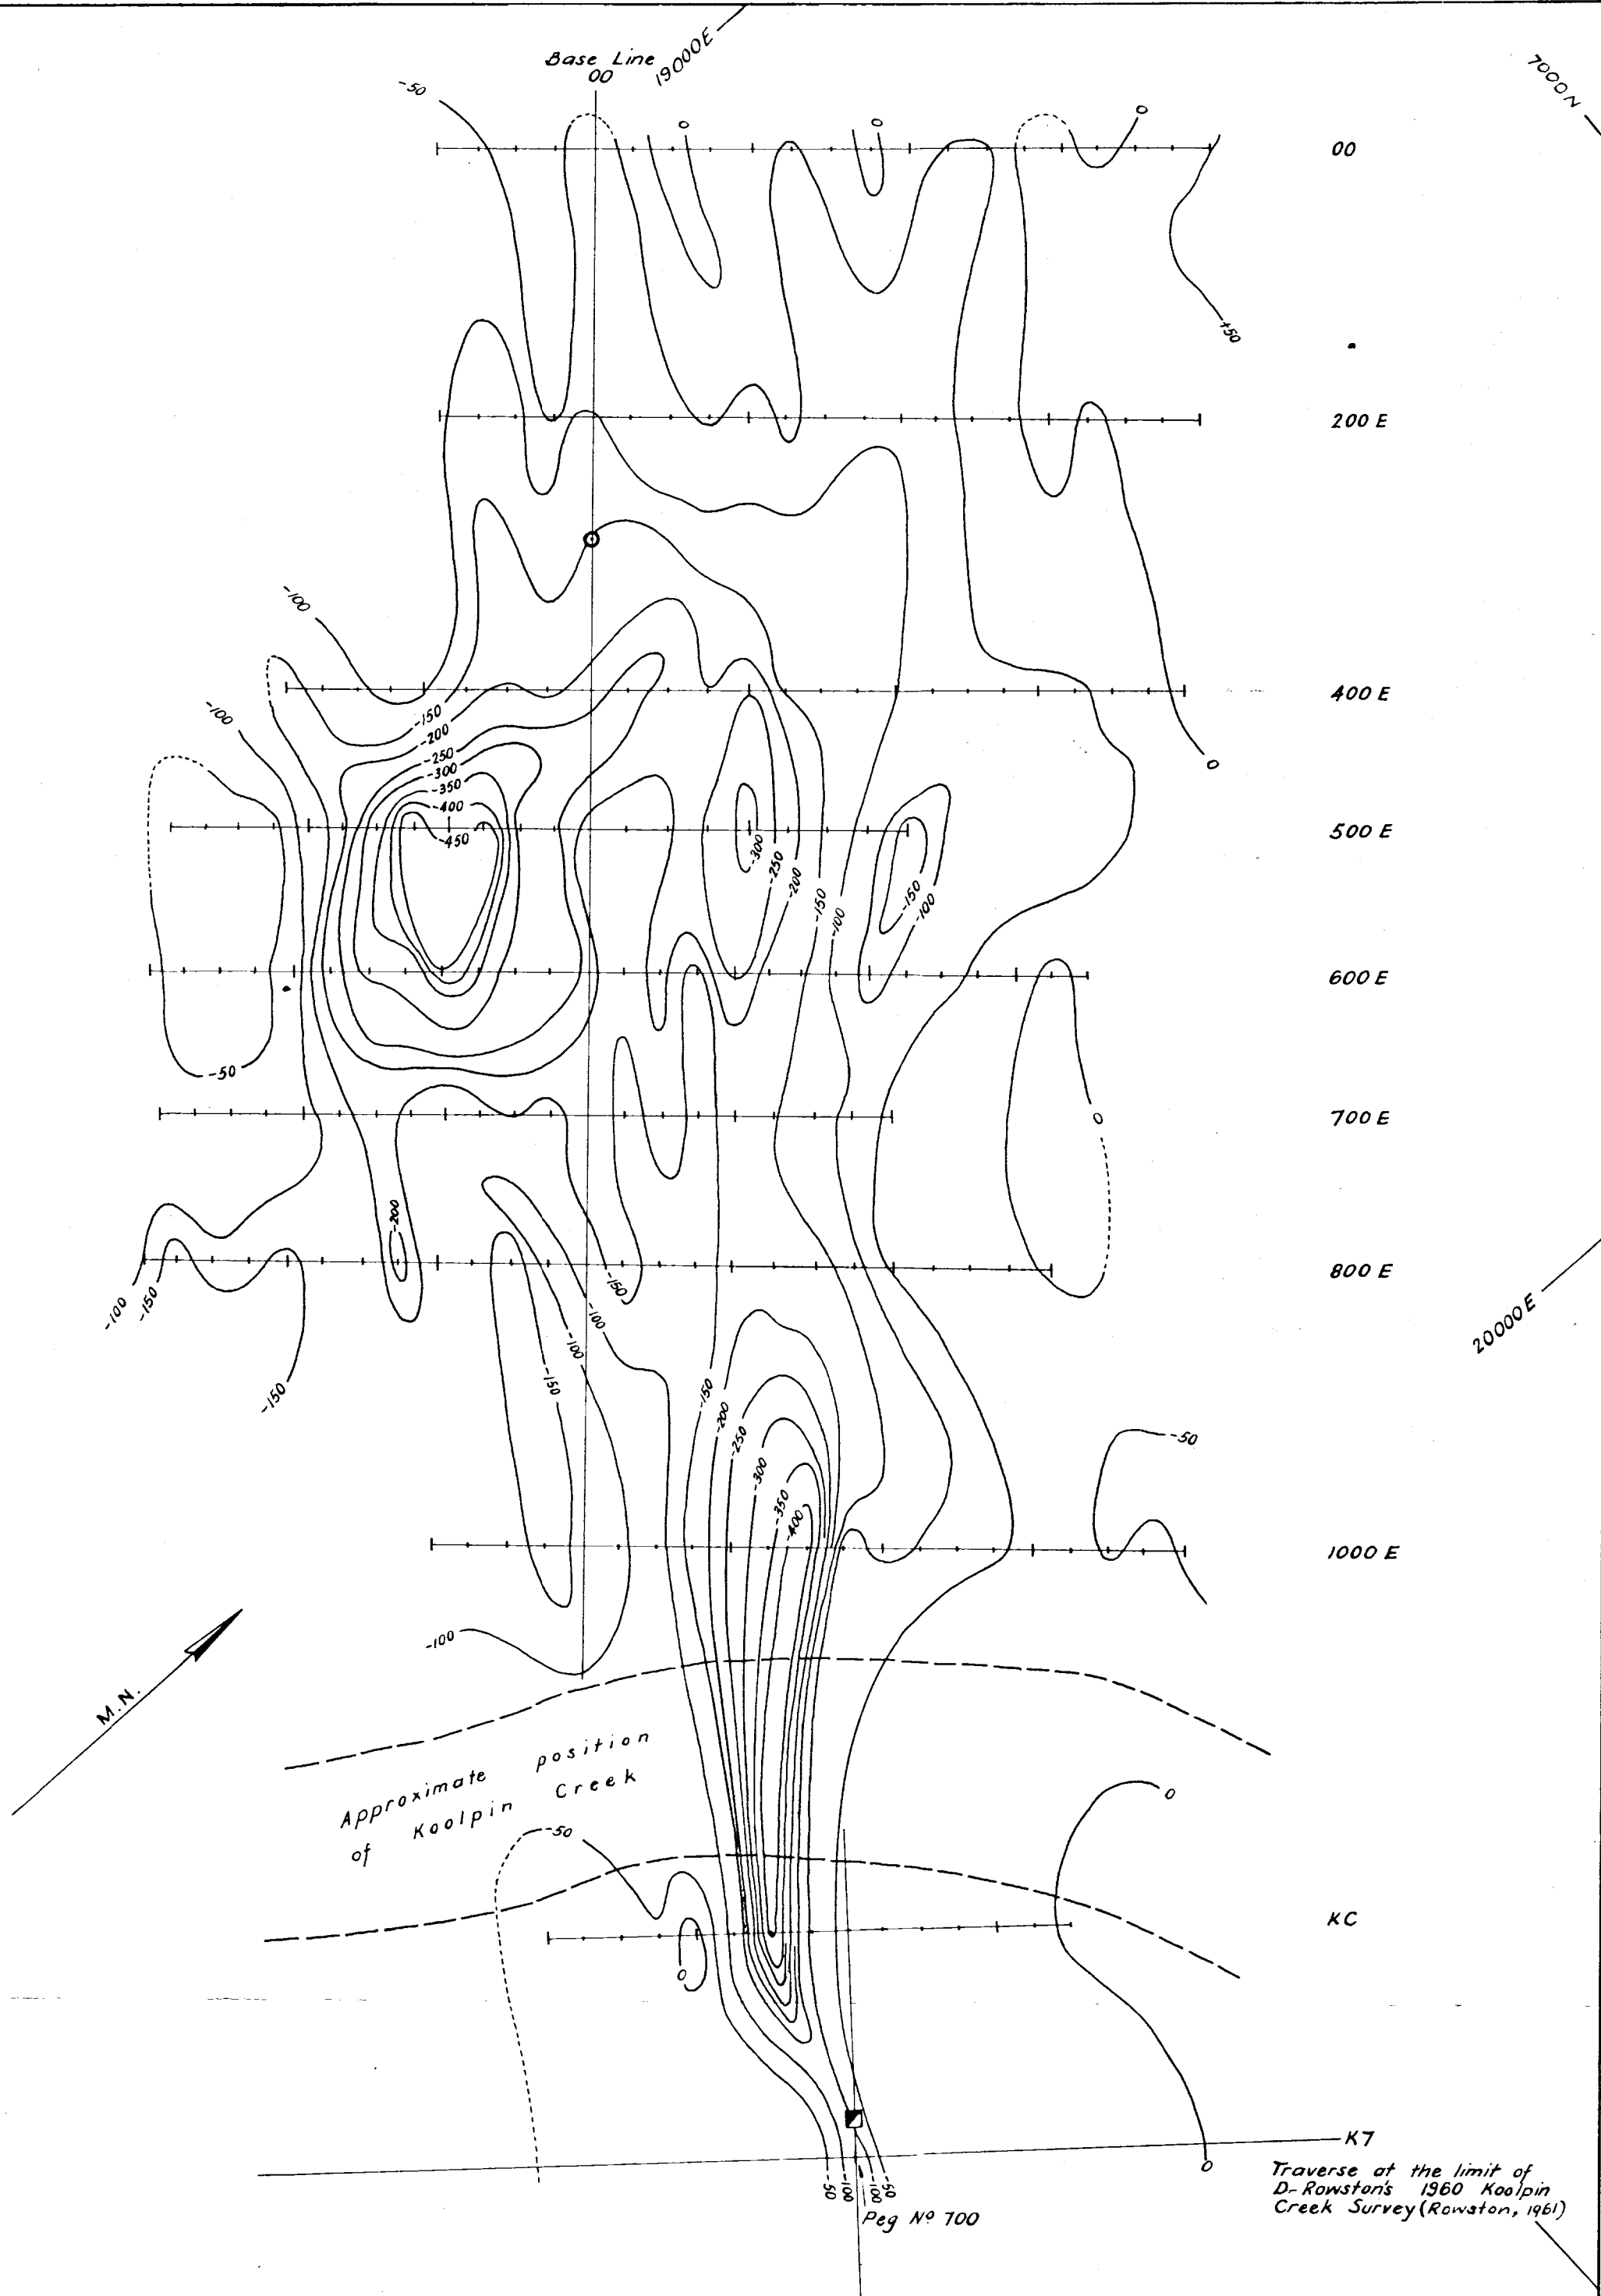 Base Line
00
19000E
7000N
-50
0
0
0
00
+50
200 E
-100
400 E
-150
-100
-200
-250
-300
-350
-400
-450
0
500 E
-300
-250
-200
-150
-100
-150
-100
600 E
-50
0
700 E
-200
800 E
-100
-150
-150
-100
-100
20000E
-150
-150
-150
-200
-250
-50
-300
-350
-400
1000 E
-100
M.N.
Approximate position
of Koolpin Creek
0
-50
KC
0
K7
0
Traverse at the limit of
D. Rowston's 1960 Koolpin
Creek Survey (Rowston, 1961)
-50
-100
-100
-50
Peg Nº 700